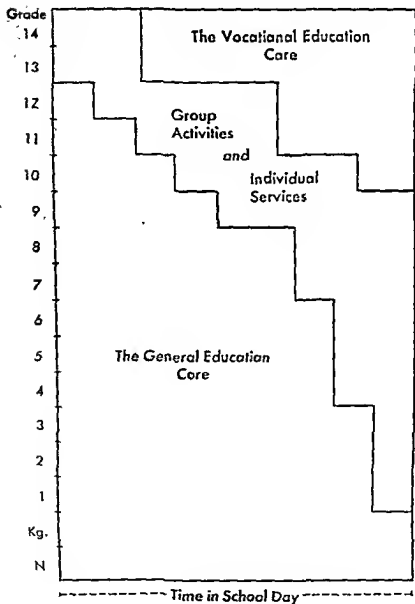 Grade
14
The Vocational Education
Care
13
12
Group
Activities
11
and
10
Individual
Services
9
8
7
6
5
The General Education
Core
4
3
2
1
Kg.
N
Time in School Day